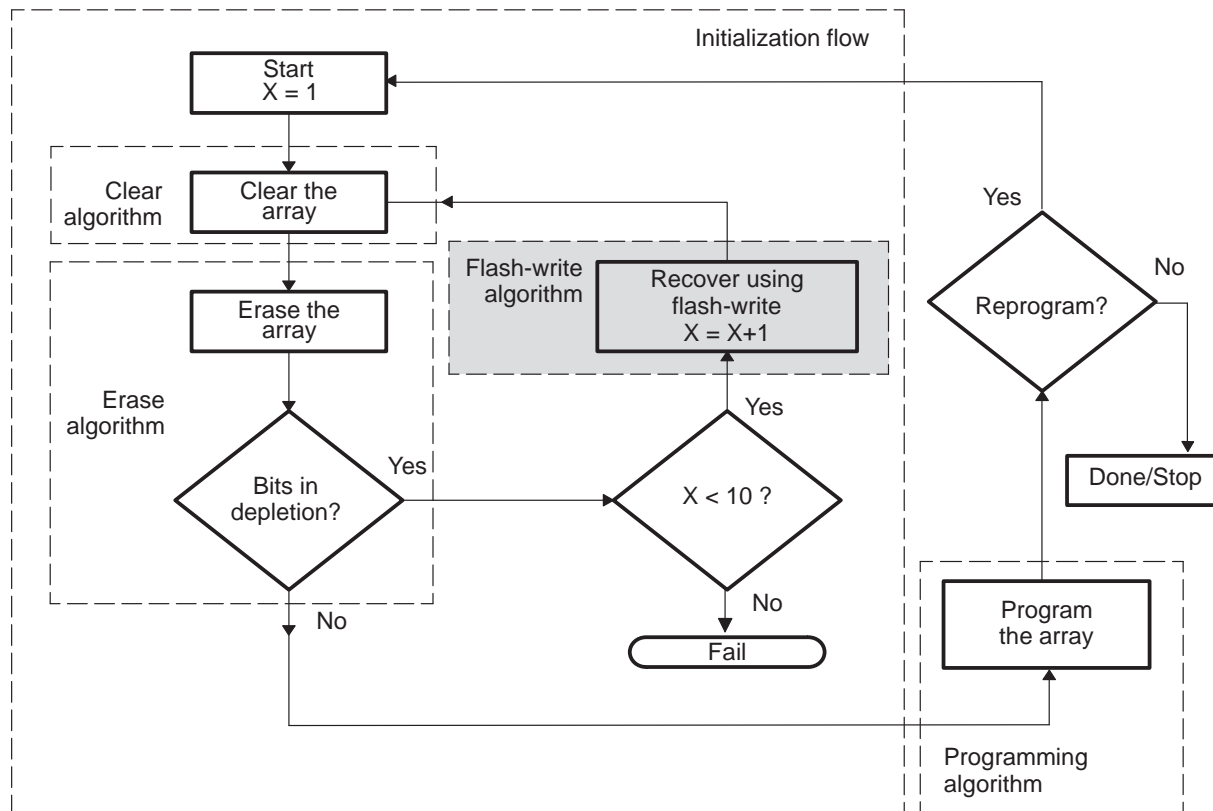 Initialization flow
Start
X = 1
Clear
algorithm
Clear the
array
Flash-write
algorithm
Recover using
flash-write
X = X+1
Yes
Reprogram?
No
Erase the
array
Erase
algorithm
Bits in
depletion?
Yes
X < 10 ?
Yes
No
Fail
No
Done/Stop
Program
the array
Programming
algorithm